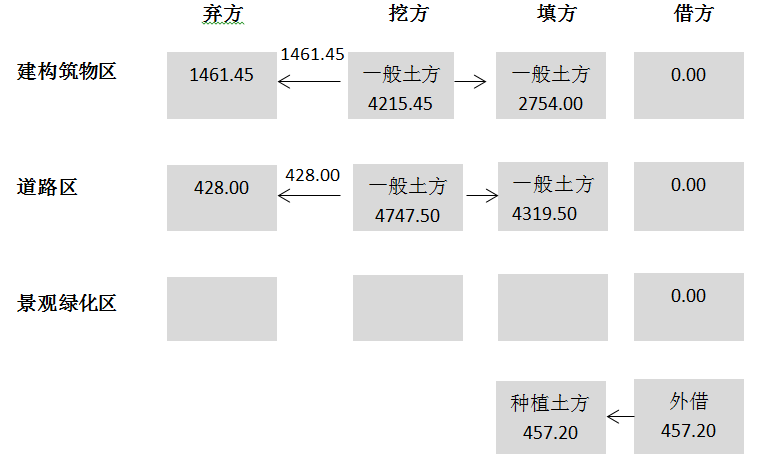 弃方 挖方 填方 借方
建构筑物区
1461.45
1461.45
一般土方
4215.45
一般土方
2754.00
0.00
道路区
428.00
428.00
一般土方
4747.50
一般土方
4319.50
0.00
景观绿化区
0.00
种植土方
457.20
外借
457.20